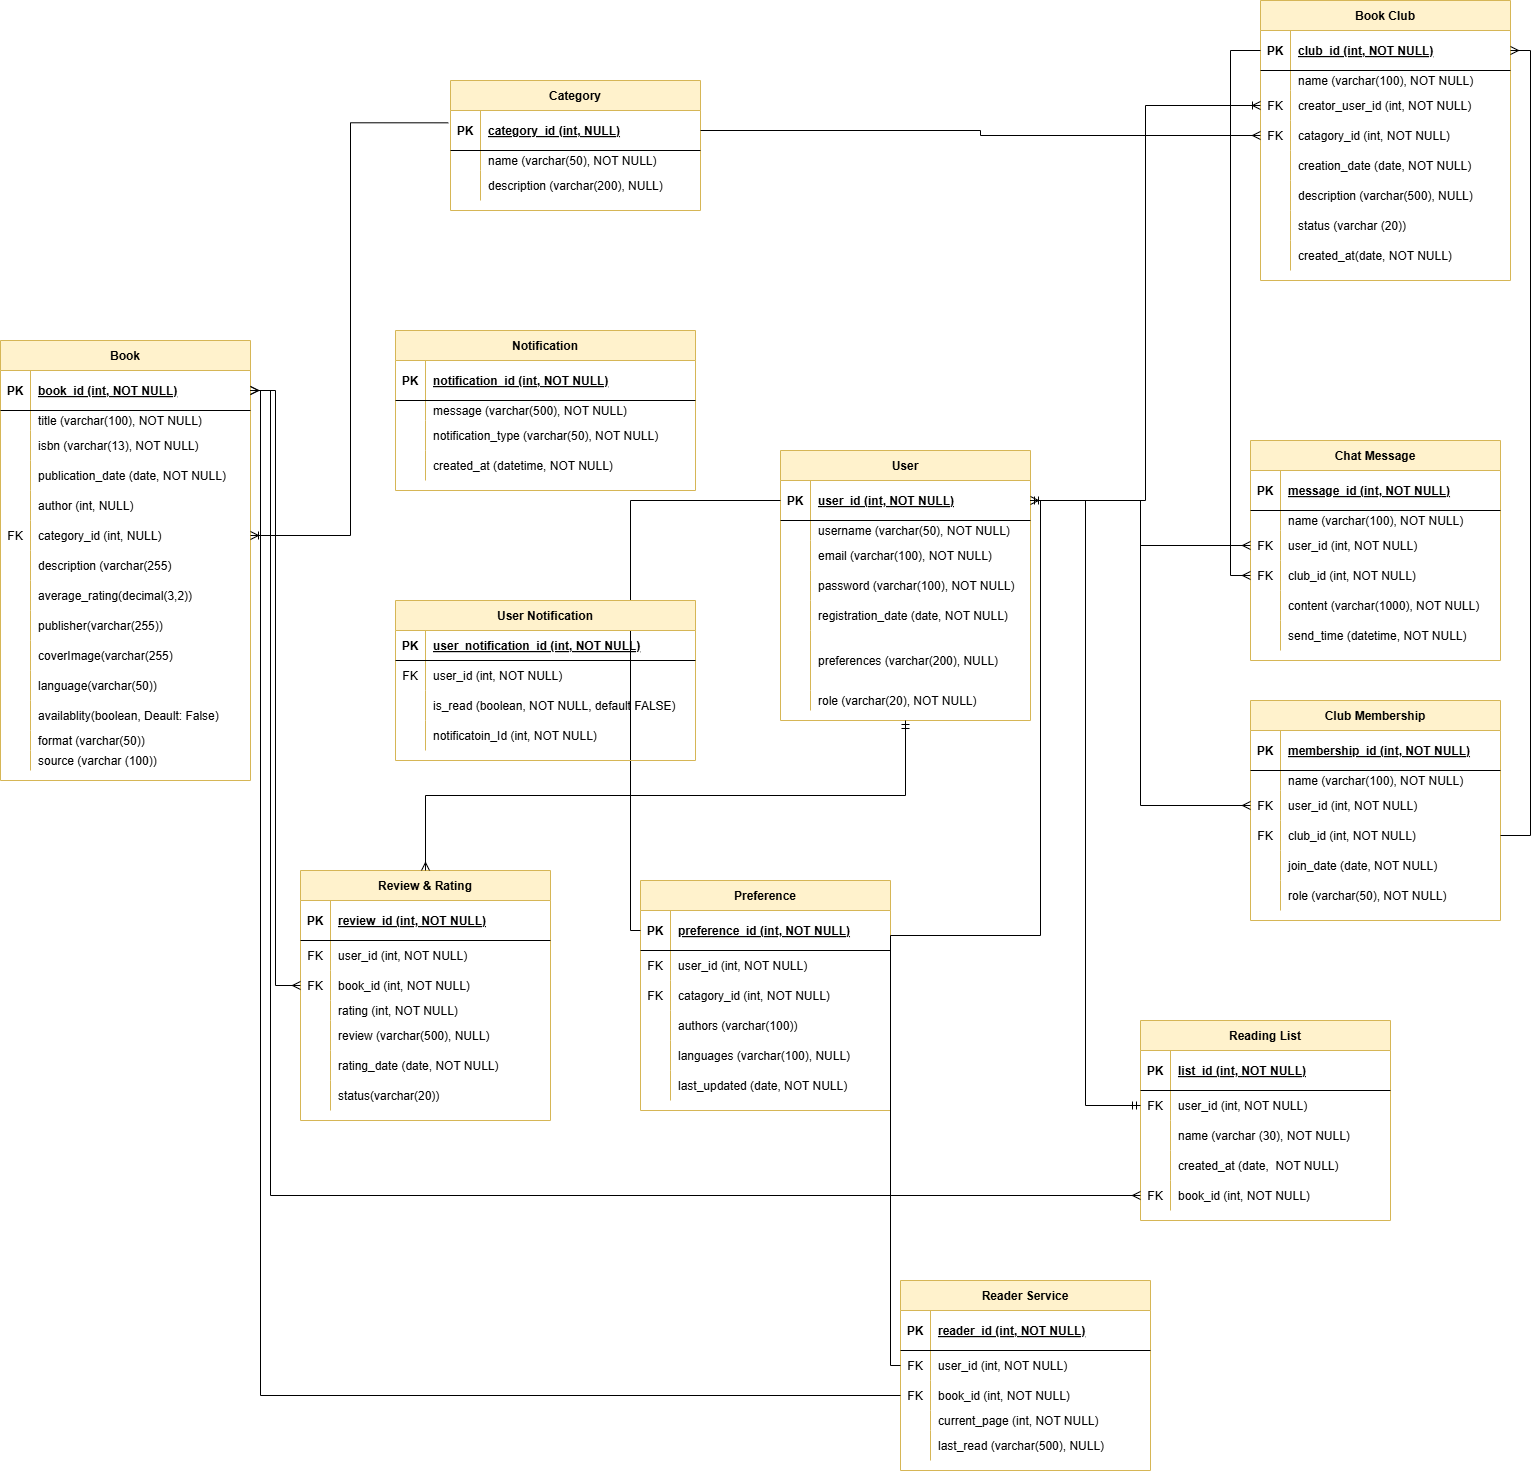 Book Club
PK club_id (int, NOT NULL)
name (varchar(100), NOT NULL)
FK creator_user_id (int, NOT NULL)
FK catagory_id (int, NOT NULL)
creation_date (date, NOT NULL)
description (varchar(500), NULL)
status (varchar (20))
created_at(date, NOT NULL)
Category
PK category_id (int, NULL)
name (varchar(50), NOT NULL)
description (varchar(200), NULL)
Notification
PK notification_id (int, NOT NULL)
message (varchar(500), NOT NULL)
notification_type (varchar(50), NOT NULL)
created_at (datetime, NOT NULL)
Book
PK book_id (int, NOT NULL)
title (varchar(100), NOT NULL)
isbn (varchar(13), NOT NULL)
publication_date (date, NOT NULL)
author (int, NULL)
FK category_id (int, NULL)
description (varchar(255)
average_rating(decimal(3,2))
publisher(varchar(255))
coverImage(varchar(255)
language(varchar(50))
availablity(boolean, Deault: False)
format (varchar(50))
source (varchar (100))
User
PK user_id (int, NOT NULL)
username (varchar(50), NOT NULL)
email (varchar(100), NOT NULL)
password (varchar(100), NOT NULL)
registration_date (date, NOT NULL)
preferences (varchar(200), NULL)
role (varchar(20), NOT NULL)
Chat Message
PK message_id (int, NOT NULL)
name (varchar(100), NOT NULL)
FK user_id (int, NOT NULL)
FK club_id (int, NOT NULL)
content (varchar(1000), NOT NULL)
send_time (datetime, NOT NULL)
User Notification
PK user_notification_id (int, NOT NULL)
FK user_id (int, NOT NULL)
is_read (boolean, NOT NULL, default FALSE)
notificatoin_Id (int, NOT NULL)
Club Membership
PK membership_id (int, NOT NULL)
name (varchar(100), NOT NULL)
FK user_id (int, NOT NULL)
FK club_id (int, NOT NULL)
join_date (date, NOT NULL)
role (varchar(50), NOT NULL)
Review & Rating
PK review_id (int, NOT NULL)
FK user_id (int, NOT NULL)
FK book_id (int, NOT NULL)
rating (int, NOT NULL)
review (varchar(500), NULL)
rating_date (date, NOT NULL)
status(varchar(20))
Preference
PK preference_id (int, NOT NULL)
FK user_id (int, NOT NULL)
FK catagory_id (int, NOT NULL)
authors (varchar(100))
languages (varchar(100), NULL)
last_updated (date, NOT NULL)
Reading List
PK list_id (int, NOT NULL)
FK user_id (int, NOT NULL)
name (varchar (30), NOT NULL)
created_at (date, NOT NULL)
FK book_id (int, NOT NULL)
Reader Service
PK reader_id (int, NOT NULL)
FK user_id (int, NOT NULL)
FK book_id (int, NOT NULL)
current_page (int, NOT NULL)
last_read (varchar(500), NULL)